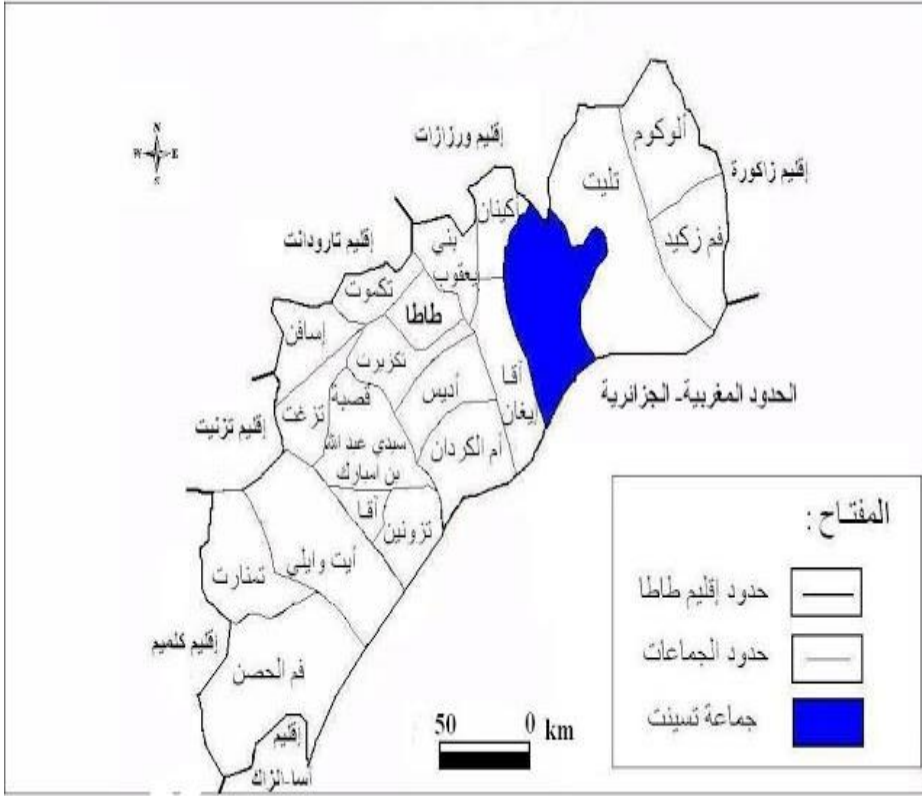 N
W E
S
إقليم ورزازات
ألوكوم
تليت
إقليم زاكورة
أكينان
فم زكيد
إقليم تارودانت
بني
يعقوب
تكموت
طاطا
إسافن
تكزيرت
أقا
إيغان
أديس
قصبة
سيدي عبد الله
بن امبارك
تزغت
أم الكردان
الحدود المغربية- الجزائرية
إقليم تزنيت
أقا
تزونين
أيت وابلي
تمنارت
إقليم كلميم
فم الحصن
إقليم
أسا-الزاك
50 0 km
المفتاح :
حدود إقليم طاطا
حدود الجماعات
جماعة تسينت